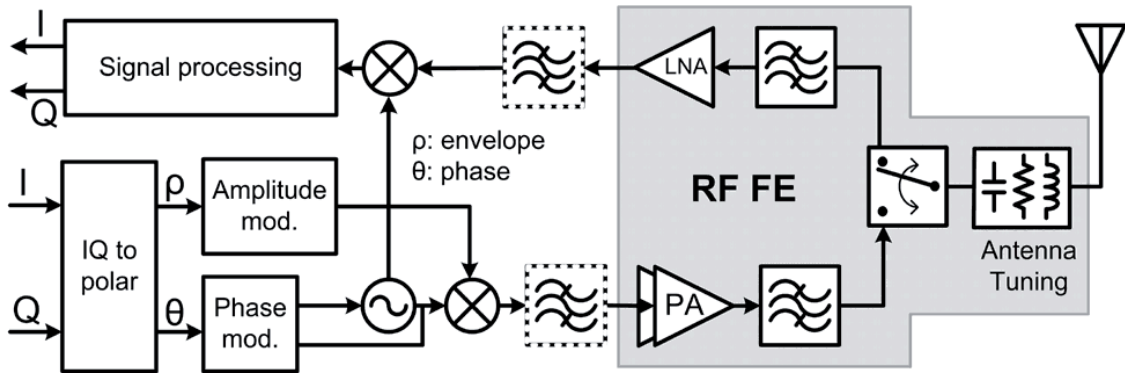 I
Signal processing
Q
LNA
ρ: envelope
θ: phase
RF FE
I
ρ
Amplitude
mod.
IQ to
polar
Q
θ
Phase
mod.
PA
Antenna
Tuning